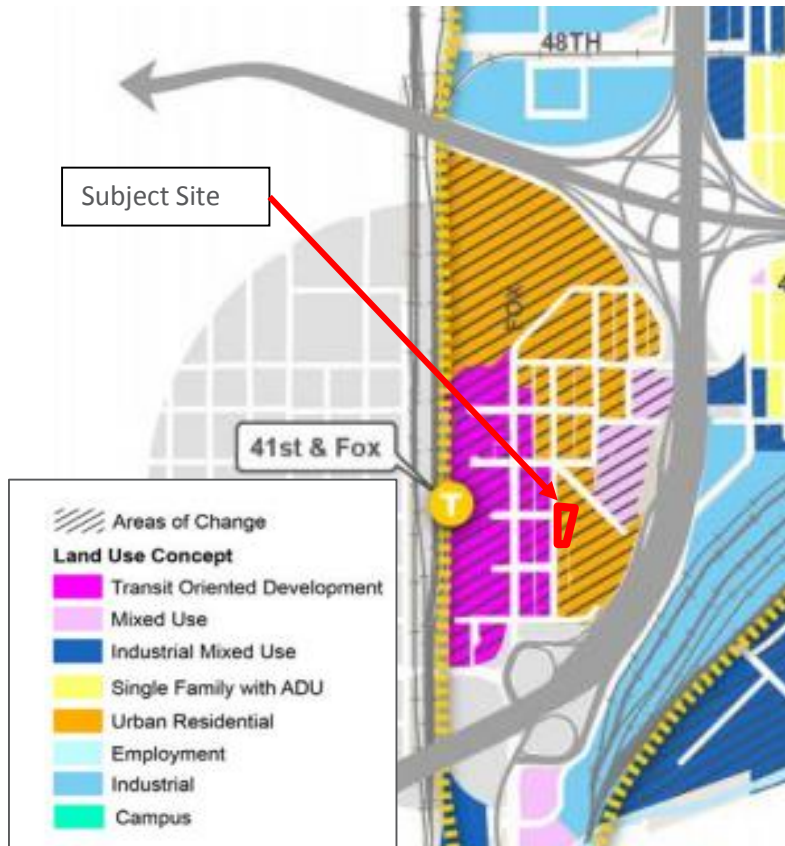 48TH
Subject Site
FOX
41st & Fox
T
4
Areas of Change
Land Use Concept
Transit Oriented Development
Mixed Use
Industrial Mixed Use
Single Family with ADU
Urban Residential
Employment
Industrial
Campus